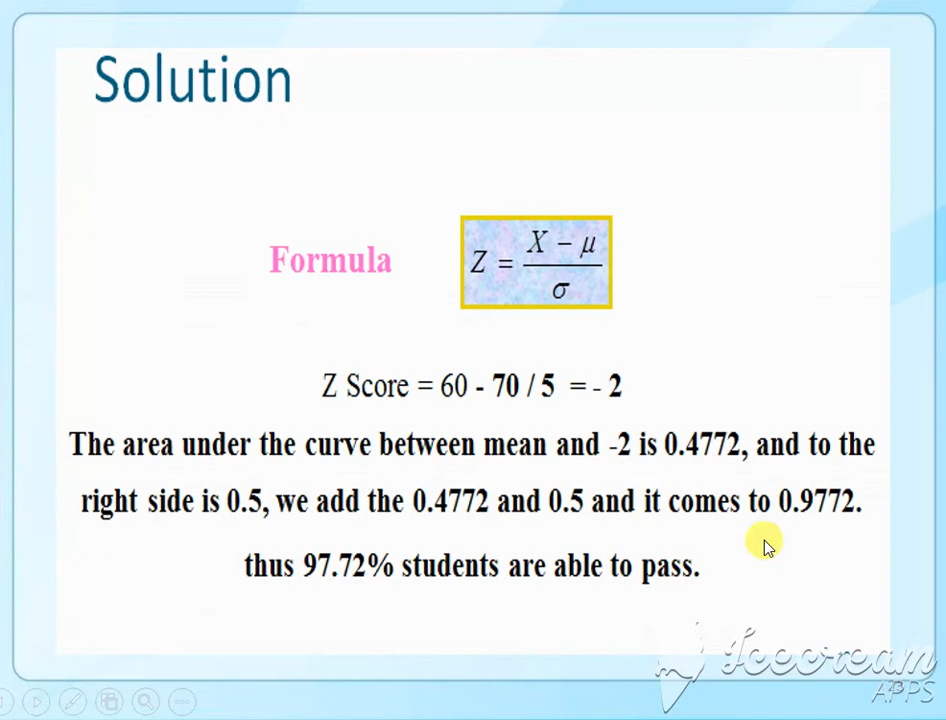 Solution
Formula
Z = X − μ / σ
Z Score = 60 - 70 / 5 = - 2
The area under the curve between mean and -2 is 0.4772, and to the
right side is 0.5, we add the 0.4772 and 0.5 and it comes to 0.9772.
thus 97.72% students are able to pass.
Icecream
APPS